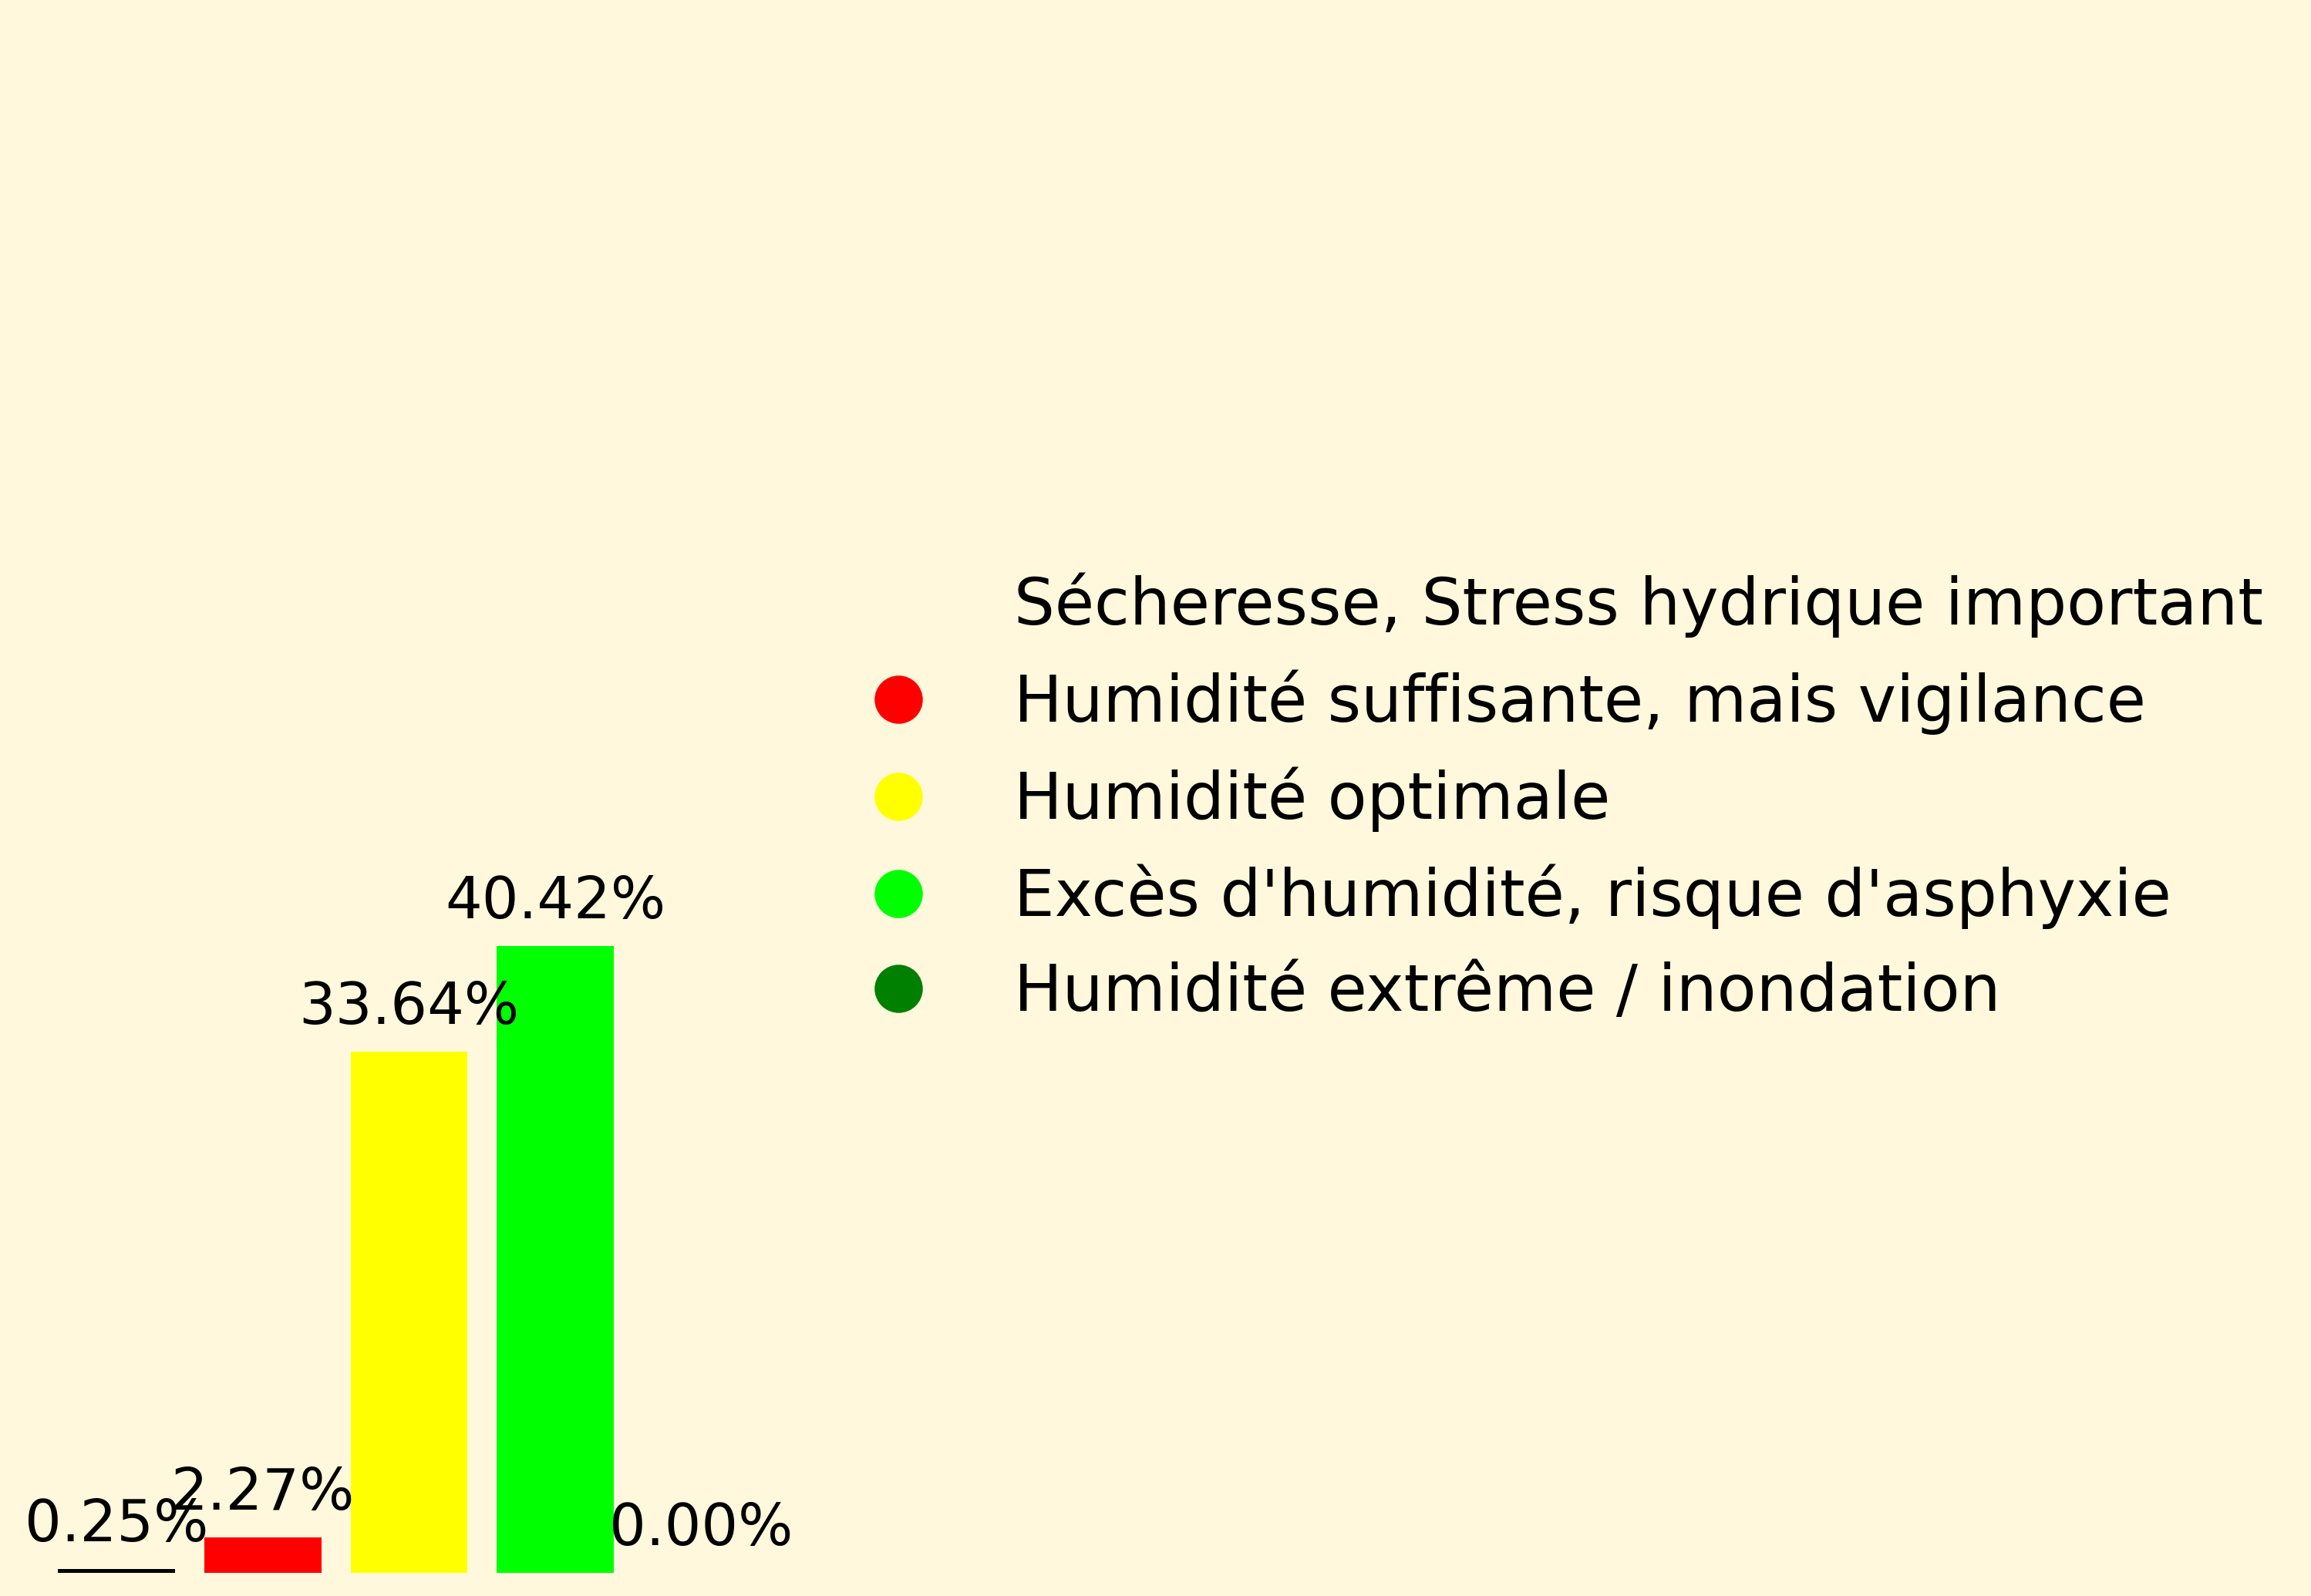 Sécheresse, Stress hydrique important
Humidité suffisante, mais vigilance
Humidité optimale
Excès d'humidité, risque d'asphyxie
Humidité extrême / inondation
40.42%
33.64%
2.27%
0.25%
0.00%